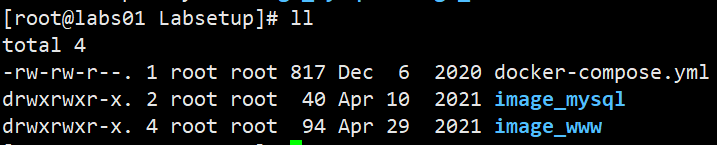 [root@labs01 Labsetup]# ll
total 4
-rw-rw-r--. 1 root root 817 Dec  6  2020 docker-compose.yml
drwxrwxr-x. 2 root root  40 Apr 10  2021 image_mysql
drwxrwxr-x. 4 root root  94 Apr 29  2021 image_www